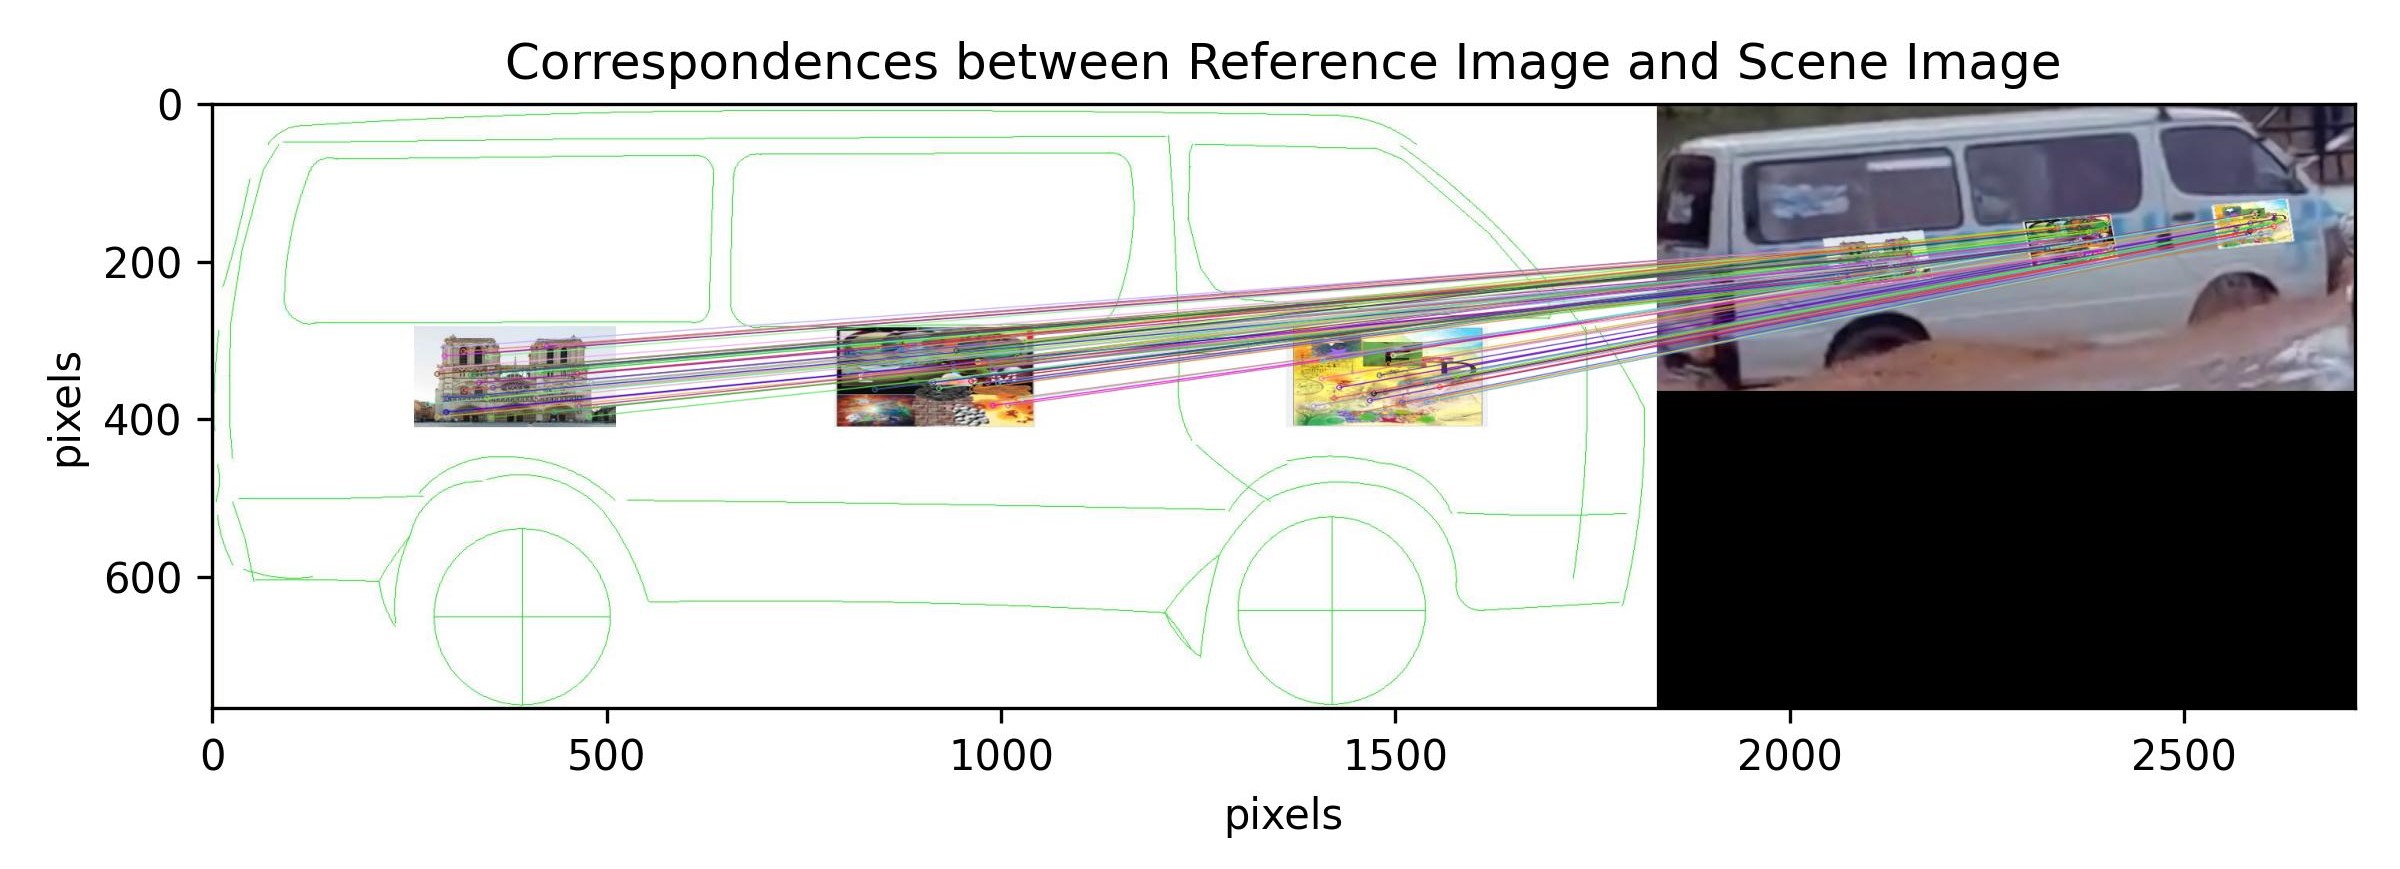 Correspondences between Reference Image and Scene Image
0
200
400
600
pixels
0 500 1000 1500 2000 2500
pixels